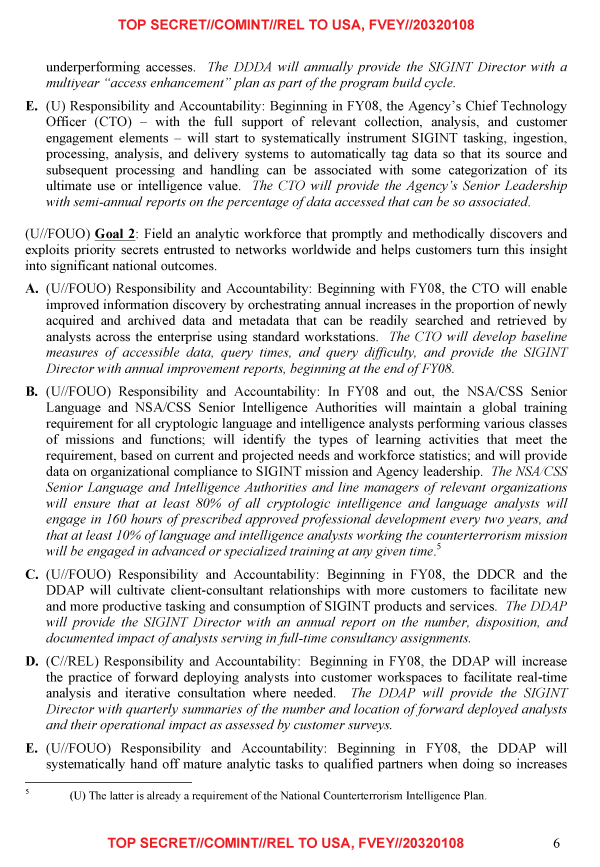 TOP SECRET//COMINT//REL TO USA, FVEY//20320108
underperforming accesses. The DDDA will annually provide the SIGINT Director with a
multiyear “access enhancement” plan as part of the program build cycle.
E. (U) Responsibility and Accountability: Beginning in FY08, the Agency’s Chief Technology
Officer (CTO) – with the full support of relevant collection, analysis, and customer
engagement elements – will start to systematically instrument SIGINT tasking, ingestion,
processing, analysis, and delivery systems to automatically tag data so that its source and
subsequent processing and handling can be associated with some categorization of its
ultimate use or intelligence value. The CTO will provide the Agency’s Senior Leadership
with semi-annual reports on the percentage of data accessed that can be so associated.
(U//FOUO) Goal 2: Field an analytic workforce that promptly and methodically discovers and
exploits priority secrets entrusted to networks worldwide and helps customers turn this insight
into significant national outcomes.
A. (U//FOUO) Responsibility and Accountability: Beginning with FY08, the CTO will enable
improved information discovery by orchestrating annual increases in the proportion of newly
acquired and archived data and metadata that can be readily searched and retrieved by
analysts across the enterprise using standard workstations. The CTO will develop baseline
measures of accessible data, query times, and query difficulty, and provide the SIGINT
Director with annual improvement reports, beginning at the end of FY08.
B. (U//FOUO) Responsibility and Accountability: In FY08 and out, the NSA/CSS Senior
Language and NSA/CSS Senior Intelligence Authorities will maintain a global training
requirement for all cryptologic language and intelligence analysts performing various classes
of missions and functions; will identify the types of learning activities that meet the
requirement, based on current and projected needs and workforce statistics; and will provide
data on organizational compliance to SIGINT mission and Agency leadership. The NSA/CSS
Senior Language and Intelligence Authorities and line managers of relevant organizations
will ensure that at least 80% of all cryptologic intelligence and language analysts will
engage in 160 hours of prescribed approved professional development every two years, and
that at least 10% of language and intelligence analysts working the counterterrorism mission
will be engaged in advanced or specialized training at any given time.5
C. (U//FOUO) Responsibility and Accountability: Beginning in FY08, the DDCR and the
DDAP will cultivate client-consultant relationships with more customers to facilitate new
and more productive tasking and consumption of SIGINT products and services. The DDAP
will provide the SIGINT Director with an annual report on the number, disposition, and
documented impact of analysts serving in full-time consultancy assignments.
D. (C//REL) Responsibility and Accountability: Beginning in FY08, the DDAP will increase
the practice of forward deploying analysts into customer workspaces to facilitate real-time
analysis and iterative consultation where needed. The DDAP will provide the SIGINT
Director with quarterly summaries of the number and location of forward deployed analysts
and their operational impact as assessed by customer surveys.
E. (U//FOUO) Responsibility and Accountability: Beginning in FY08, the DDAP will
systematically hand off mature analytic tasks to qualified partners when doing so increases
5 (U) The latter is already a requirement of the National Counterterrorism Intelligence Plan.
TOP SECRET//COMINT//REL TO USA, FVEY//20320108 6